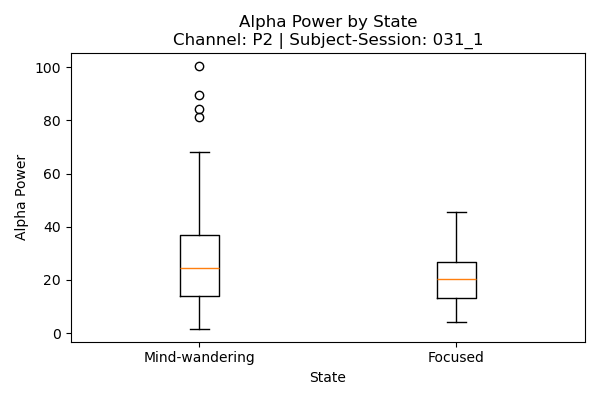 Alpha Power by State
Channel: P2 | Subject-Session: 031_1
Alpha Power
100
80
60
40
20
0
Mind-wandering
Focused
State